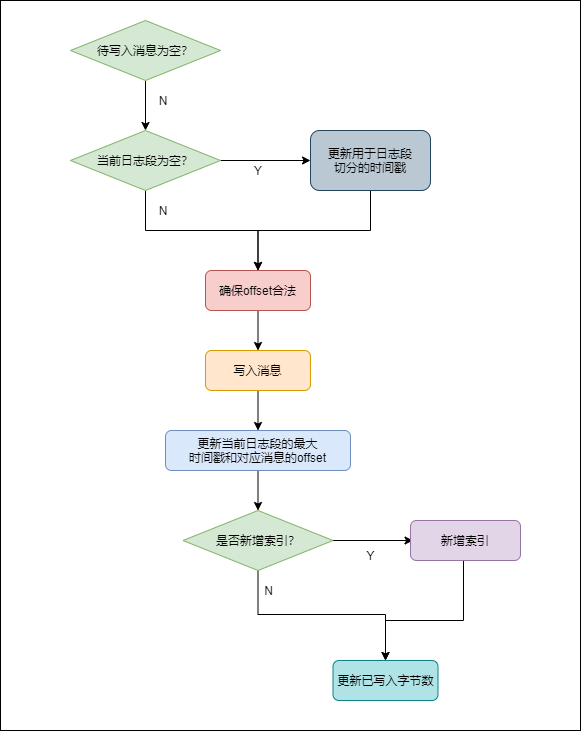 待写入消息为空?
N
当前日志段为空?
Y
更新用于日志段
切分的时间戳
N
确保offset合法
写入消息
更新当前日志段的最大
时间戳和对应消息的offset
是否新增索引?
Y
新增索引
N
更新已写入字节数